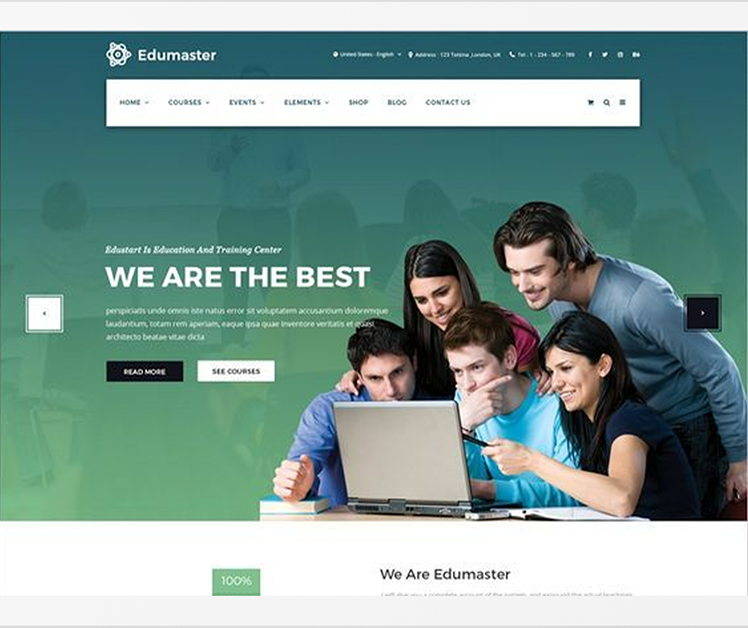 Edumaster
United States - English
Address : 123 Totnna ,London, UK
Tel : 1 - 234 - 567 - 789
HOME
COURSES
EVENTS
ELEMENTS
SHOP
BLOG
CONTACT US
Edustart Is Education And Training Center
WE ARE THE BEST
perspiciatis unde omnis iste natus error sit voluptatem accusantium doloremque
laudantium, totam rem aperiam, eaque ipsa quae inventore veritatis et quasi
architecto beatae vitae dicta
READ MORE
SEE COURSES
100%
We Are Edumaster